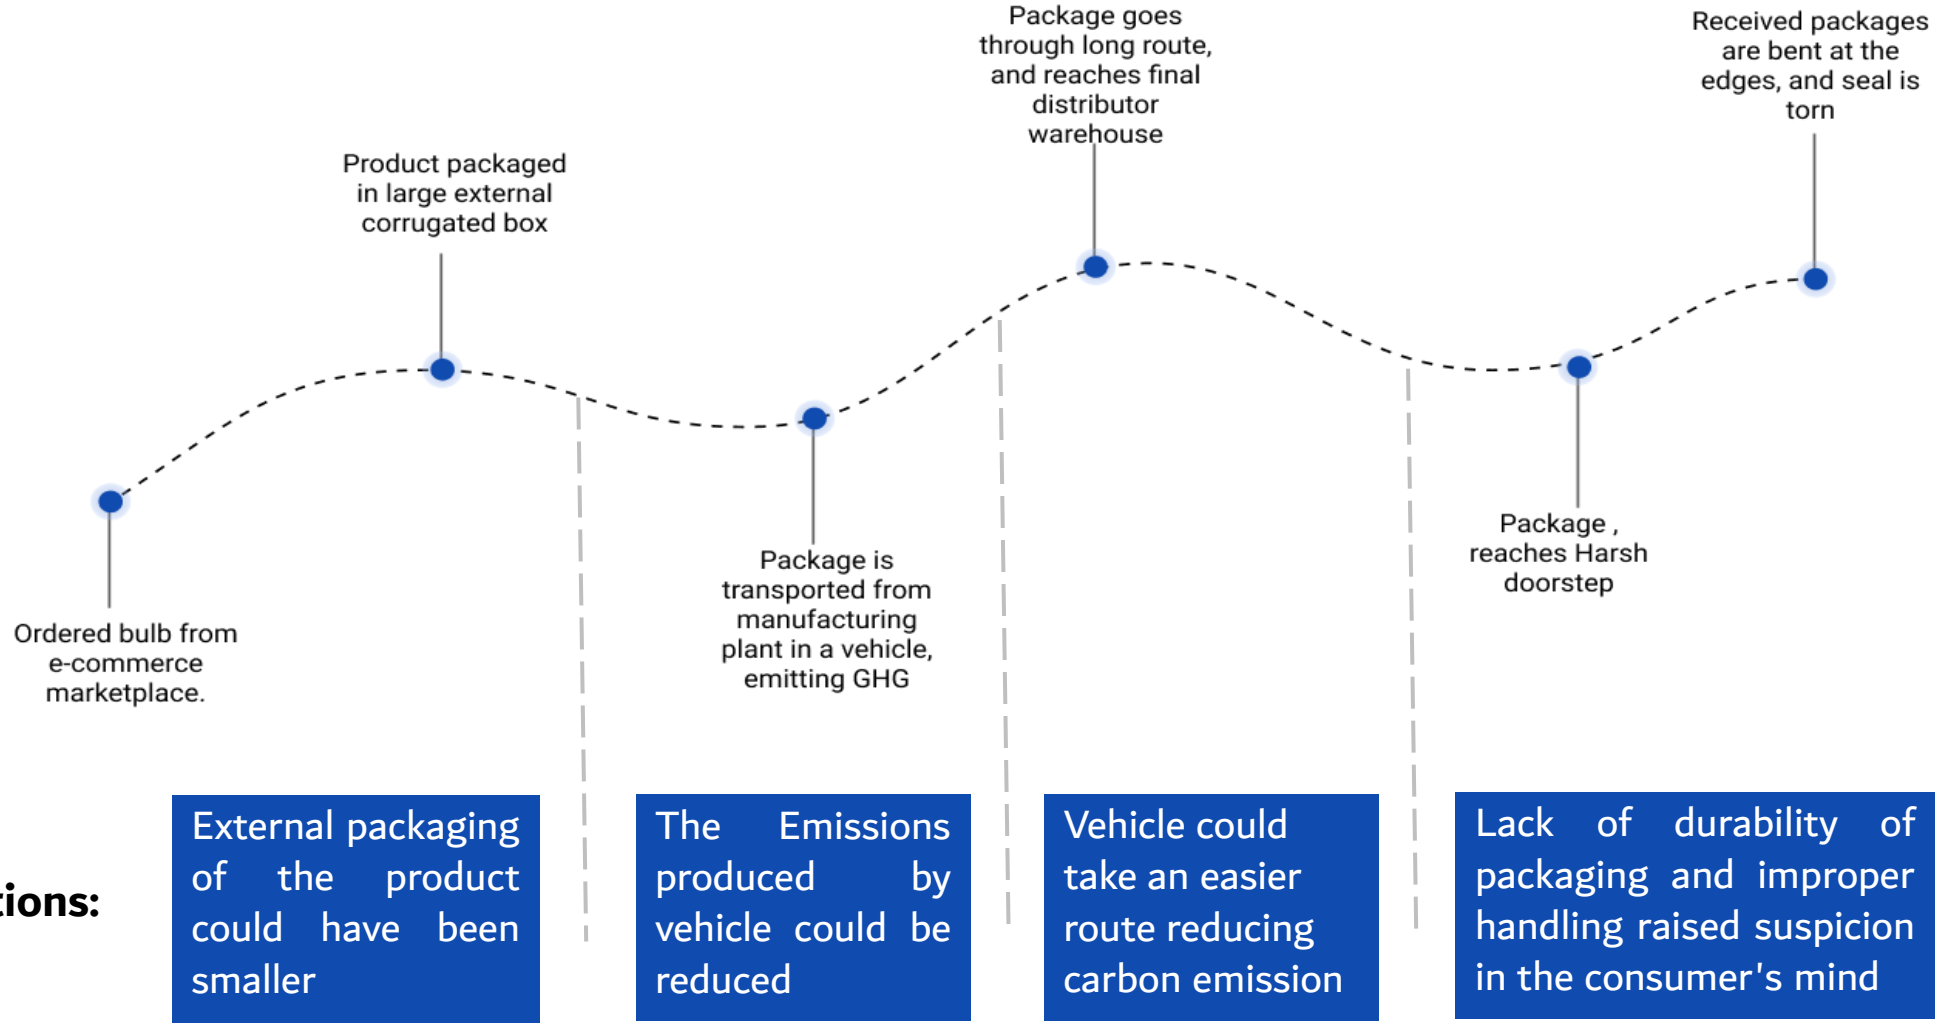 Package goes
through long route,
and reaches final
distributor
warehouse
Received packages
are bent at the
edges, and seal is
torn
Product packaged
in large external
corrugated box
Package ,
reaches Harsh
doorstep
Package is
transported from
manufacturing
plant in a vehicle,
emitting GHG
Ordered bulb from
e-commerce
marketplace.
tions:
External packaging
of the product
could have been
smaller
The Emissions
produced by
vehicle could be
reduced
Vehicle could
take an easier
route reducing
carbon emission
Lack of durability of
packaging and improper
handling raised suspicion
in the consumer's mind